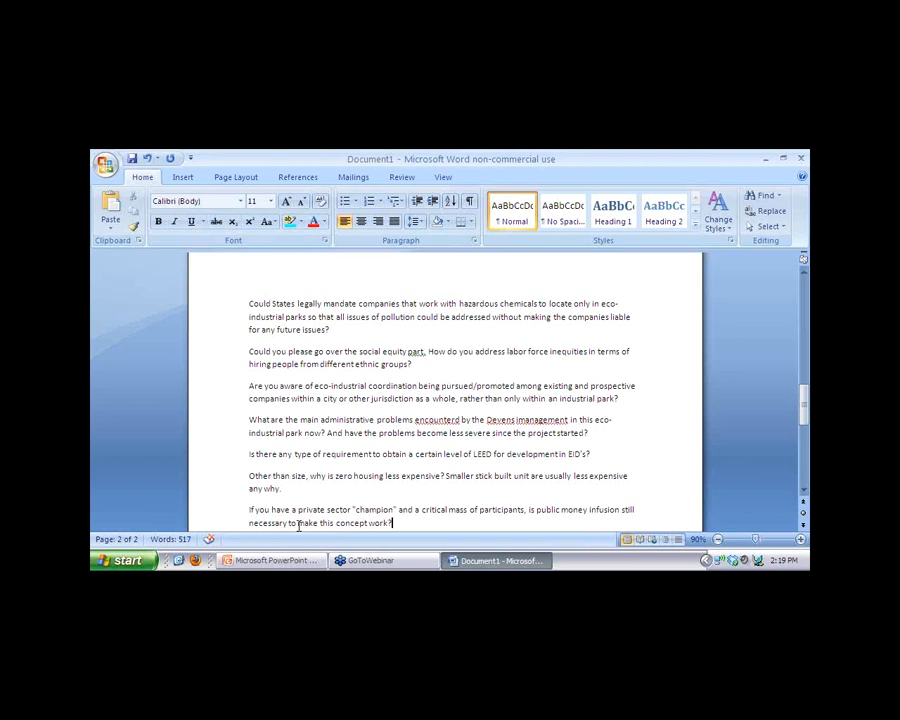 Document1 - Microsoft Word non-commercial use
Home Insert Page Layout References Mailings Review View
Calibri (Body) 11 AaBbCcDc AaBbCcDc AaBbC AaBbCc Find
Paste ¶ Normal ¶ No Spaci... Heading 1 Heading 2 Change Styles Replace
Select
Clipboard Font Paragraph Styles Editing
Could States legally mandate companies that work with hazardous chemicals to locate only in eco-
industrial parks so that all issues of pollution could be addressed without making the companies liable
for any future issues?
Could you please go over the social equity part. How do you address labor force inequities in terms of
hiring people from different ethnic groups?
Are you aware of eco-industrial coordination being pursued/promoted among existing and prospective
companies within a city or other jurisdiction as a whole, rather than only within an industrial park?
What are the main administrative problems encounterd by the Devens imanagement in this eco-
industrial park now? And have the problems become less severe since the project started?
Is there any type of requirement to obtain a certain level of LEED for development in EID's?
Other than size, why is zero housing less expensive? Smaller stick built unit are usually less expensive
any why.
If you have a private sector "champion" and a critical mass of participants, is public money infusion still
necessary to make this concept work?
Page: 2 of 2 Words: 517 90%
start Microsoft PowerPoint ... GoToWebinar Document1 - Microsof... 2:19 PM